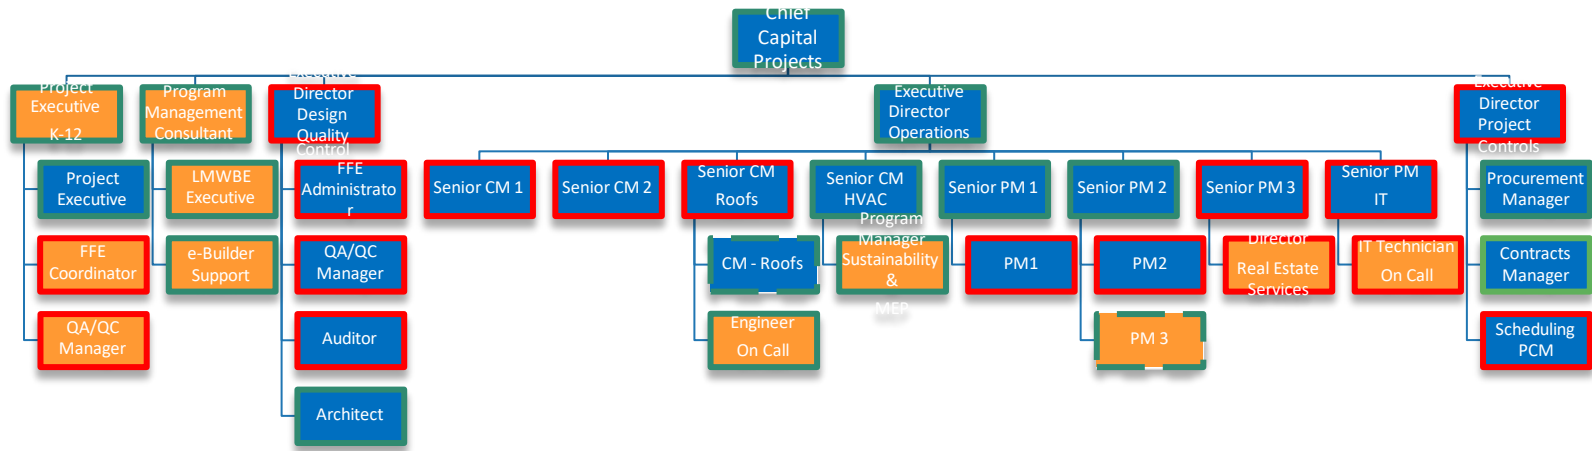 Chief
Capital
Projects
Project
Executive
K-12
Program
Management
Consultant
Executive
Director
Design
Quality
Control
Executive
Director
Operations
Executive
Director
Project
Controls
Project
Executive
FFE
Coordinator
QA/QC
Manager
LMWBE
Executive
e-Builder
Support
FFE
Administrato
r
QA/QC
Manager
Auditor
Architect
Senior CM 1
Senior CM 2
Senior CM
Roofs
CM - Roofs
Engineer
On Call
Senior CM
HVAC
Program
Manager
Sustainability
&
MEP
Senior PM 1
PM1
Senior PM 2
PM2
PM 3
Senior PM 3
Director
Real Estate
Services
Senior PM
IT
IT Technician
On Call
Procurement
Manager
Contracts
Manager
Scheduling
PCM